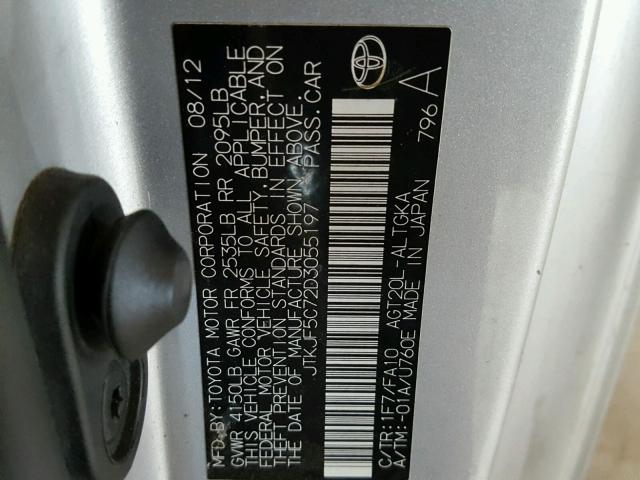 MFD.BY:TOYOTA MOTOR CORPORATION 08/12
GVWR 4150LB GAWR FR 2535LB RR 2095LB
THIS VEHICLE CONFORMS TO ALL APPLICABLE
FEDERAL MOTOR VEHICLE SAFETY, BUMPER, AND
THEFT PREVENTION STANDARDS IN EFFECT ON
THE DATE OF MANUFACTURE SHOWN ABOVE.
JTKJF5C72D3055197 PASS.CAR
C/TR:1F7/FA10 AGT20L-ALTGKA
A/TM:-01A/U760E MADE IN JAPAN 796 A